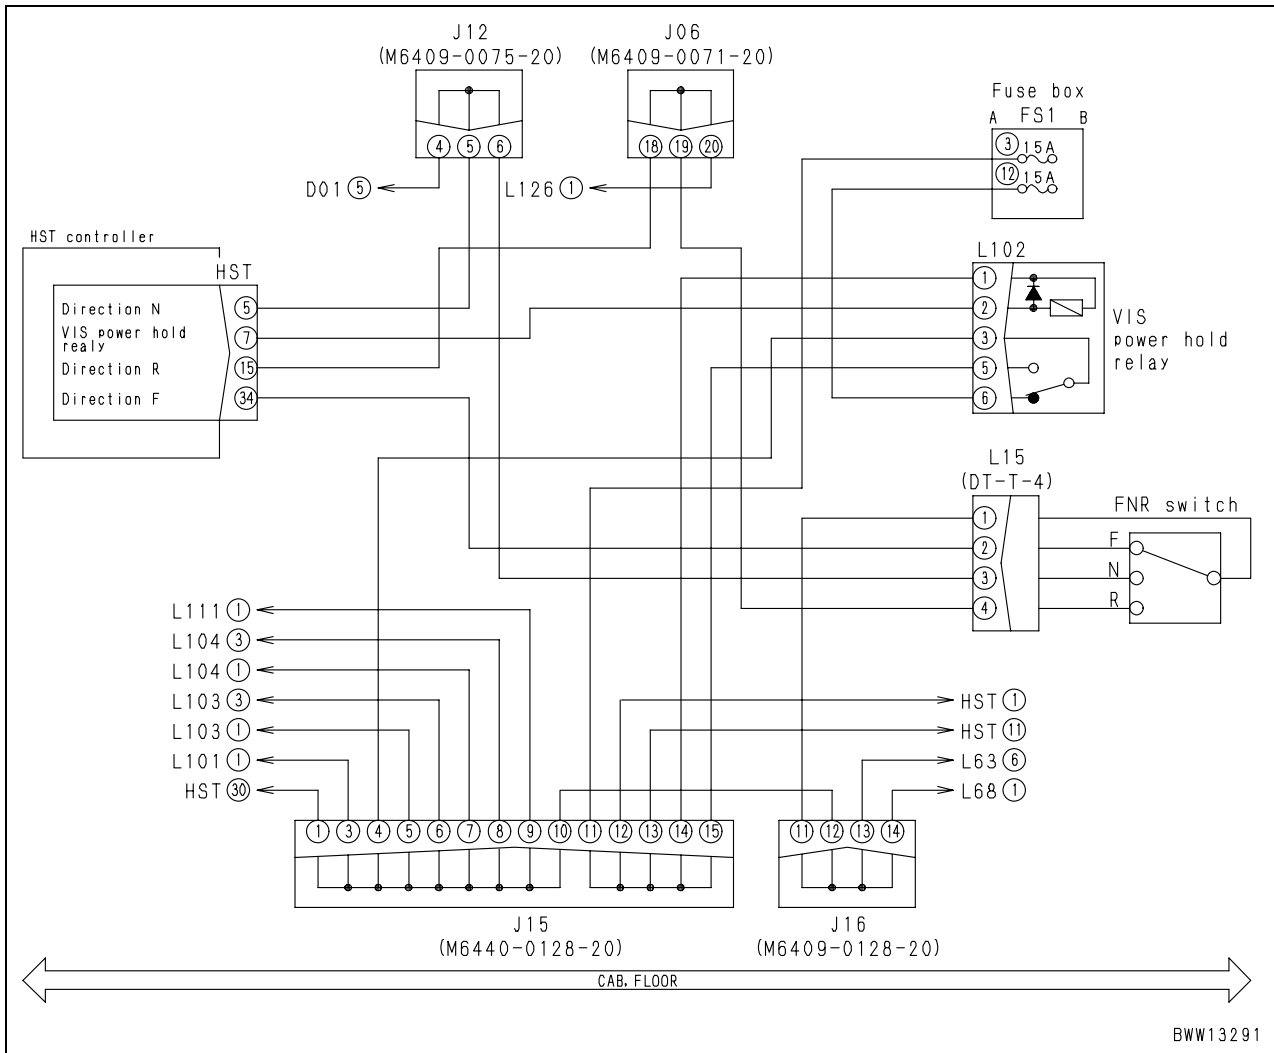 J12
(M6409-0075-20)
J06
(M6409-0071-20)
4 5 6
18 19 20
D01 5
L126 1
Fuse box
A FS1 B
3 15A
12 15A
HST controller
HST
Direction N 5
VIS power hold 7
realy
Direction R 15
Direction F 34
L102
1
2
3
5
6
VIS
power hold
relay
L15
(DT-T-4)
1
2
3
4
FNR switch
F
N
R
L111 1
L104 3
L104 1
L103 3
L103 1
L101 1
HST 30
HST 1
HST 11
L63 6
L68 1
1 3 4 5 6 7 8 9 10 11 12 13 14 15
11 12 13 14
J15
(M6440-0128-20)
J16
(M6409-0128-20)
CAB, FLOOR
BWW13291